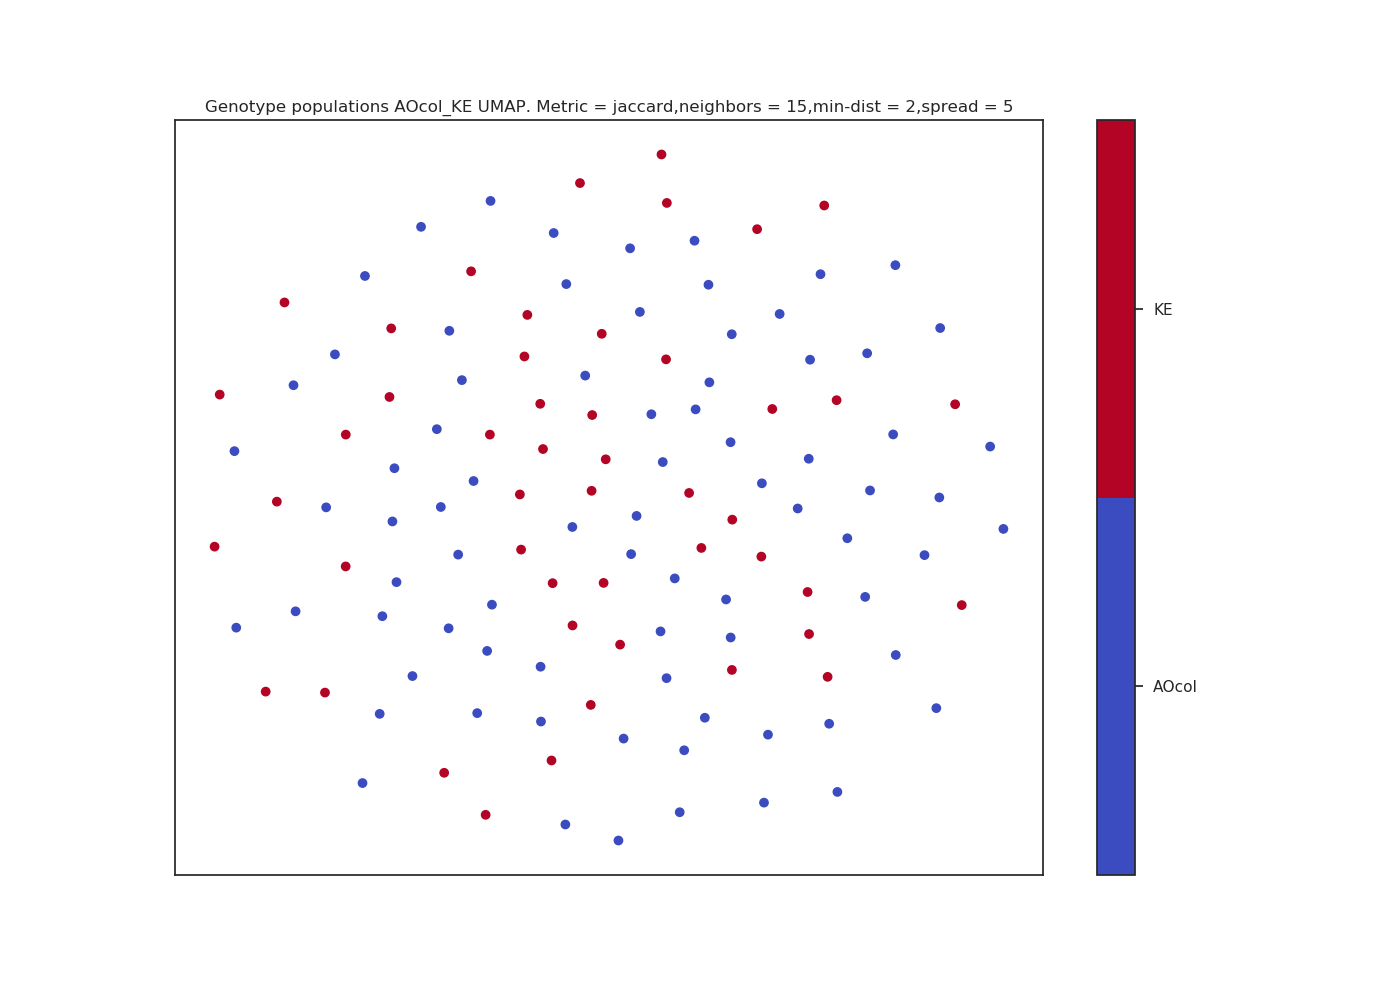 Genotype populations AOcol_KE UMAP. Metric = jaccard,neighbors = 15,min-dist = 2,spread = 5
KE
AOcol